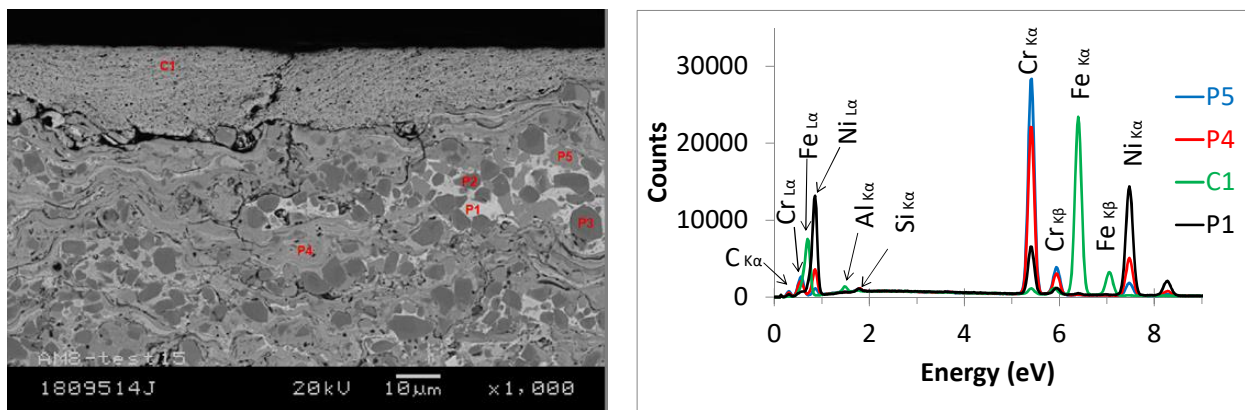 C1
P5
P2
P1
P3
P4
AM8-test15
1809514J 20kV 10μm x1,000
Counts
30000
20000
10000
0
C Kα
Cr Lα
Fe Lα
Ni Lα
Al Kα
Si Kα
Cr Kα
Cr Kβ
Fe Kα
Fe Kβ
Ni Kα
P5
P4
C1
P1
0 2 4 6 8
Energy (eV)